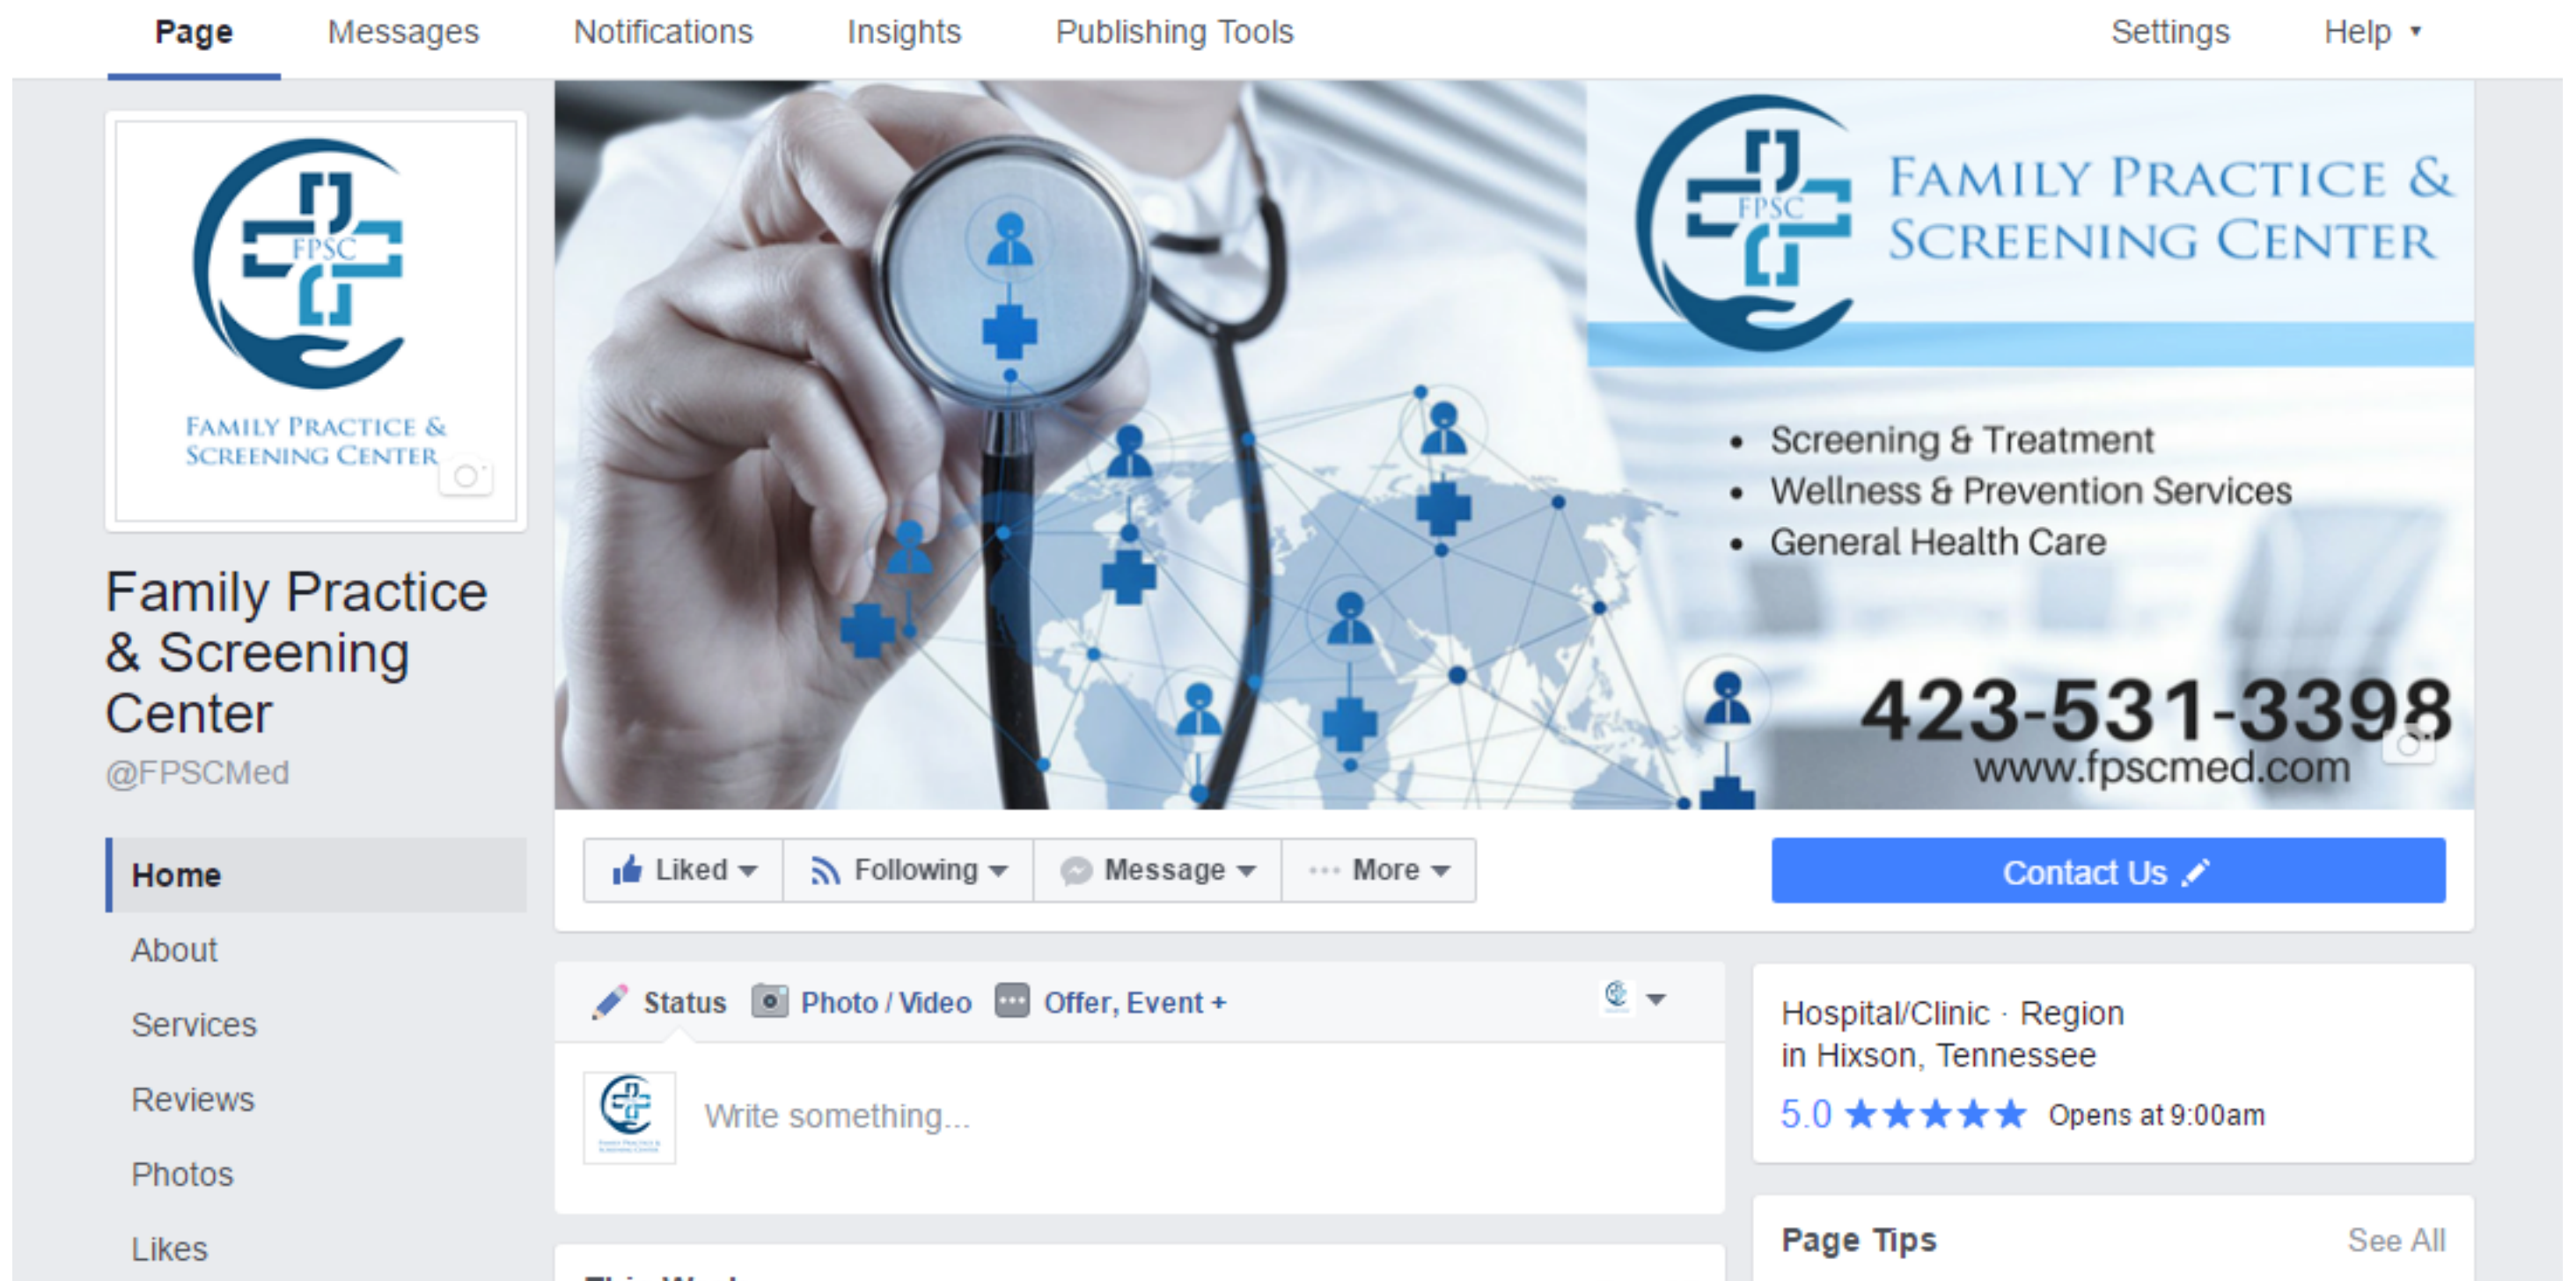 Page Messages Notifications Insights Publishing Tools Settings Help
FPSC
FAMILY PRACTICE &
SCREENING CENTER
Family Practice
& Screening
Center
@FPSCMed
Home
About
Services
Reviews
Photos
Likes
FPSC
FAMILY PRACTICE &
SCREENING CENTER
• Screening & Treatment
• Wellness & Prevention Services
• General Health Care
423-531-3398
www.fpscmed.com
Liked Following Message More
Contact Us
Status Photo / Video Offer, Event +
Write something...
Hospital/Clinic · Region
in Hixson, Tennessee
5.0 ★★★★★ Opens at 9:00am
Page Tips See All